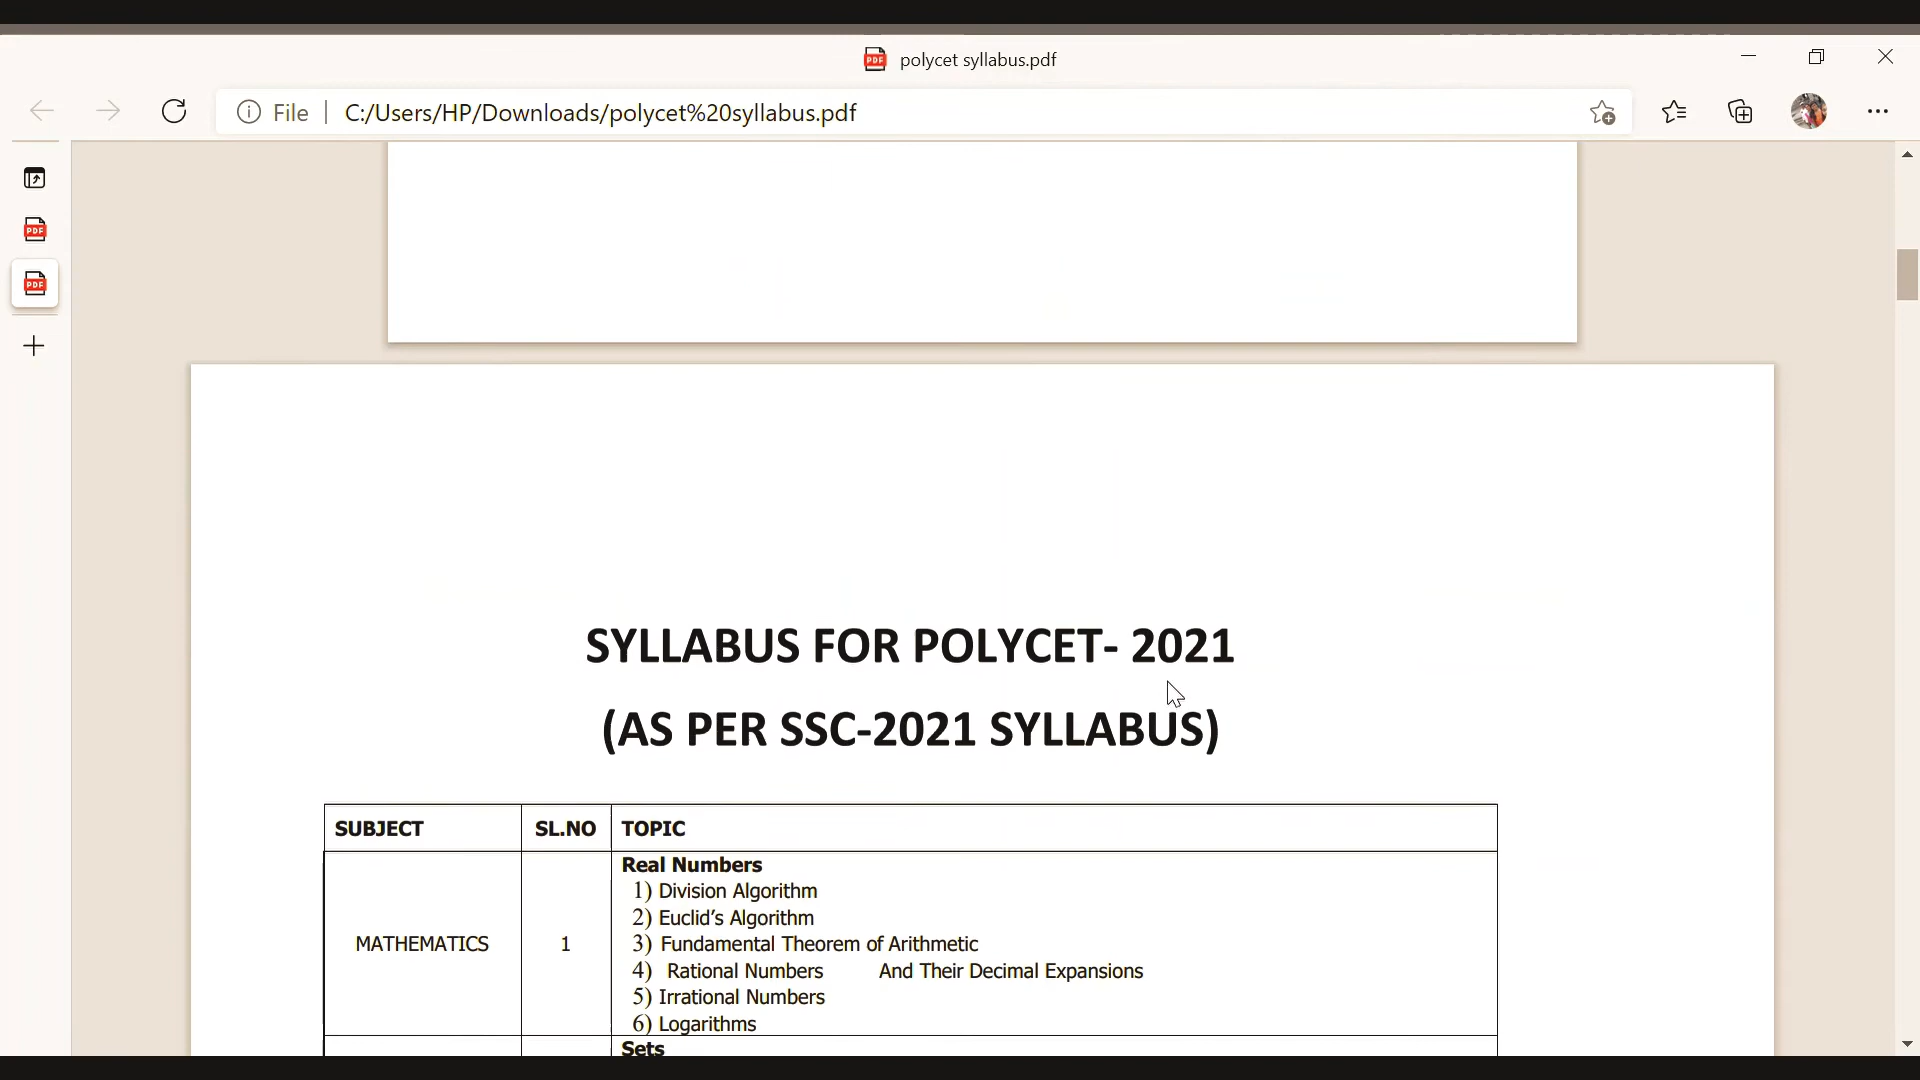 polycet syllabus.pdf
File | C:/Users/HP/Downloads/polycet%20syllabus.pdf
PDF
PDF
SYLLABUS FOR POLYCET- 2021
(AS PER SSC-2021 SYLLABUS)
SUBJECT SL.NO TOPIC
Real Numbers
1) Division Algorithm
2) Euclid’s Algorithm
MATHEMATICS 1 3) Fundamental Theorem of Arithmetic
4) Rational Numbers And Their Decimal Expansions
5) Irrational Numbers
6) Logarithms
Sets